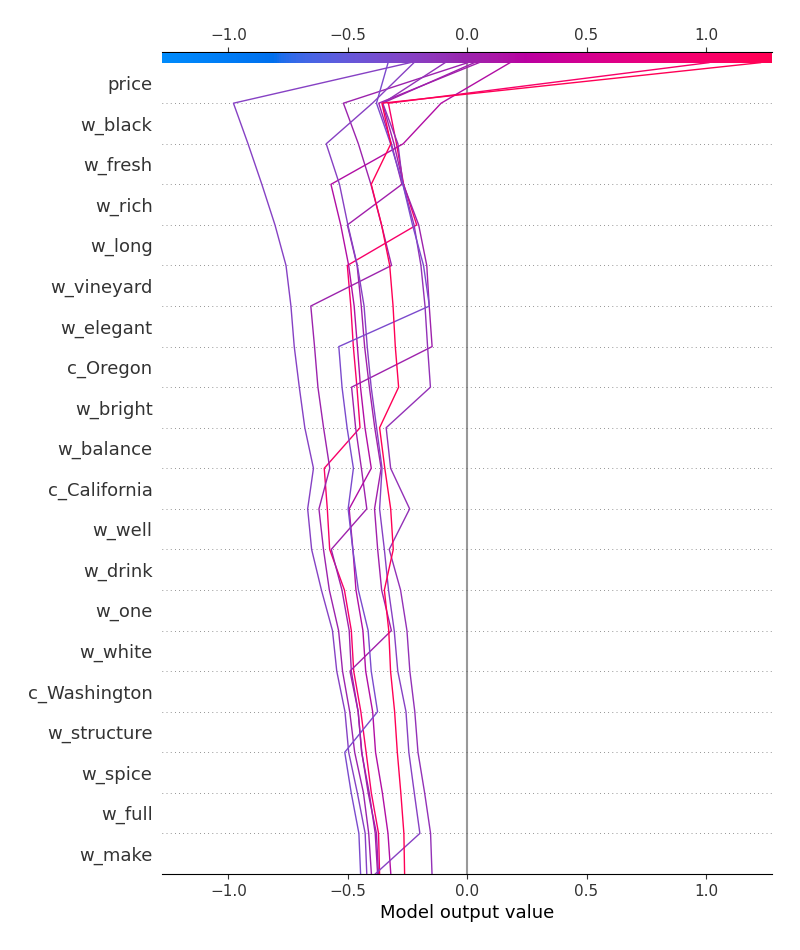 −1.0 −0.5 0.0 0.5 1.0
price
w_black
w_fresh
w_rich
w_long
w_vineyard
w_elegant
c_Oregon
w_bright
w_balance
c_California
w_well
w_drink
w_one
w_white
c_Washington
w_structure
w_spice
w_full
w_make
−1.0 −0.5 0.0 0.5 1.0
Model output value